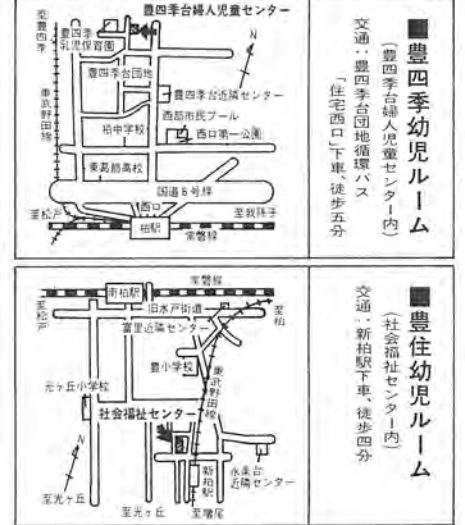 ■豊四季幼児ルーム
(豊四季台婦人児童センター内)
交通:豊四季台団地循環バス
「住宅西口」下車、徒歩五分
豊四季台婦人児童センター
至豊四季
豊四季
乳児保育園
N
豊四季台団地
豊四季台近隣センター
東武野田線
西部市民プール
柏中学校
西口第一公園
東葛飾高校
国道6号線
西口
至松戸
柏駅
至我孫子
常磐線
■豊住幼児ルーム
(社会福祉センター内)
交通:新柏駅下車、徒歩四分
常磐線
南柏駅
至松戸
旧水戸街道
至柏
富里近隣センター
豊小学校
東武野田線
光ヶ丘小学校
社会福祉センター
N
新柏駅
永楽台
近隣センター
至光ヶ丘
至光ヶ丘
至増尾